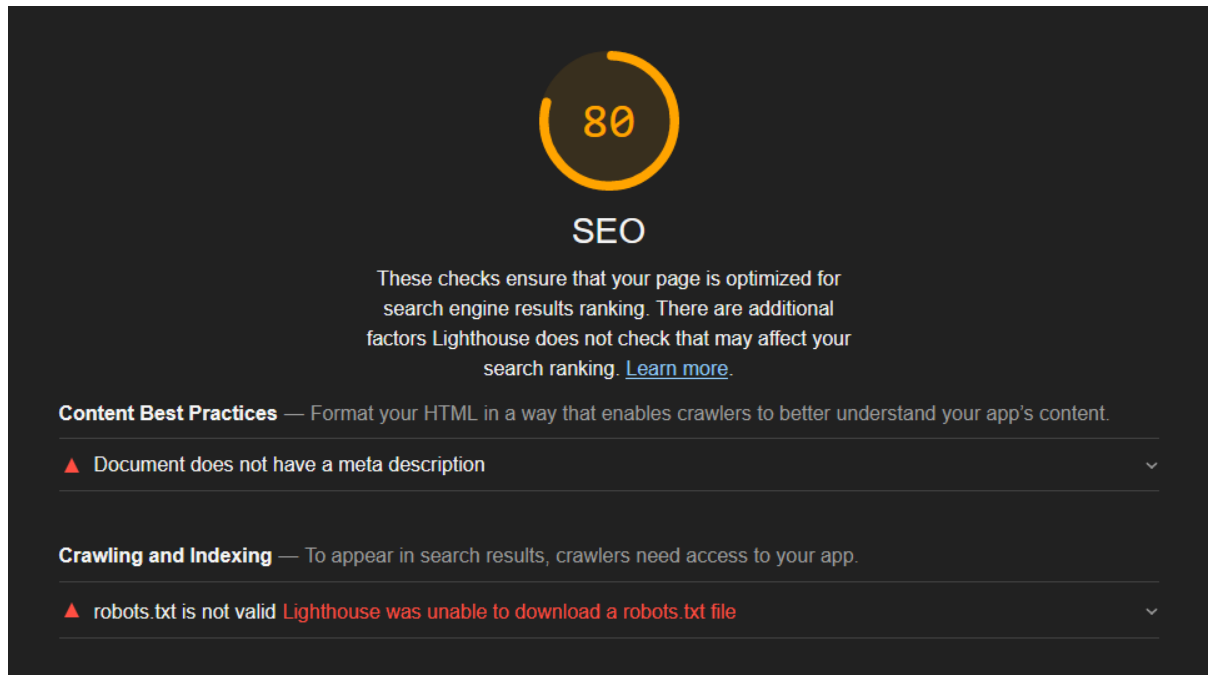 80
SEO
These checks ensure that your page is optimized for
search engine results ranking. There are additional
factors Lighthouse does not check that may affect your
search ranking. Learn more.
Content Best Practices — Format your HTML in a way that enables crawlers to better understand your app’s content.
Document does not have a meta description
Crawling and Indexing — To appear in search results, crawlers need access to your app.
robots.txt is not valid Lighthouse was unable to download a robots.txt file